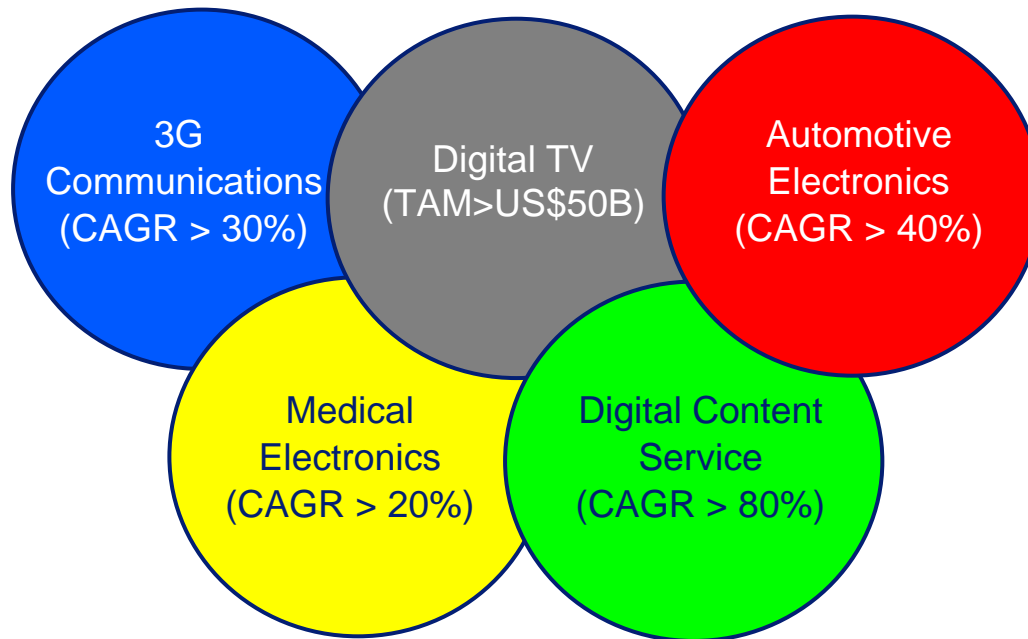 3G
Communications
(CAGR > 30%)
Digital TV
(TAM>US$50B)
Automotive
Electronics
(CAGR > 40%)
Medical
Electronics
(CAGR > 20%)
Digital Content
Service
(CAGR > 80%)